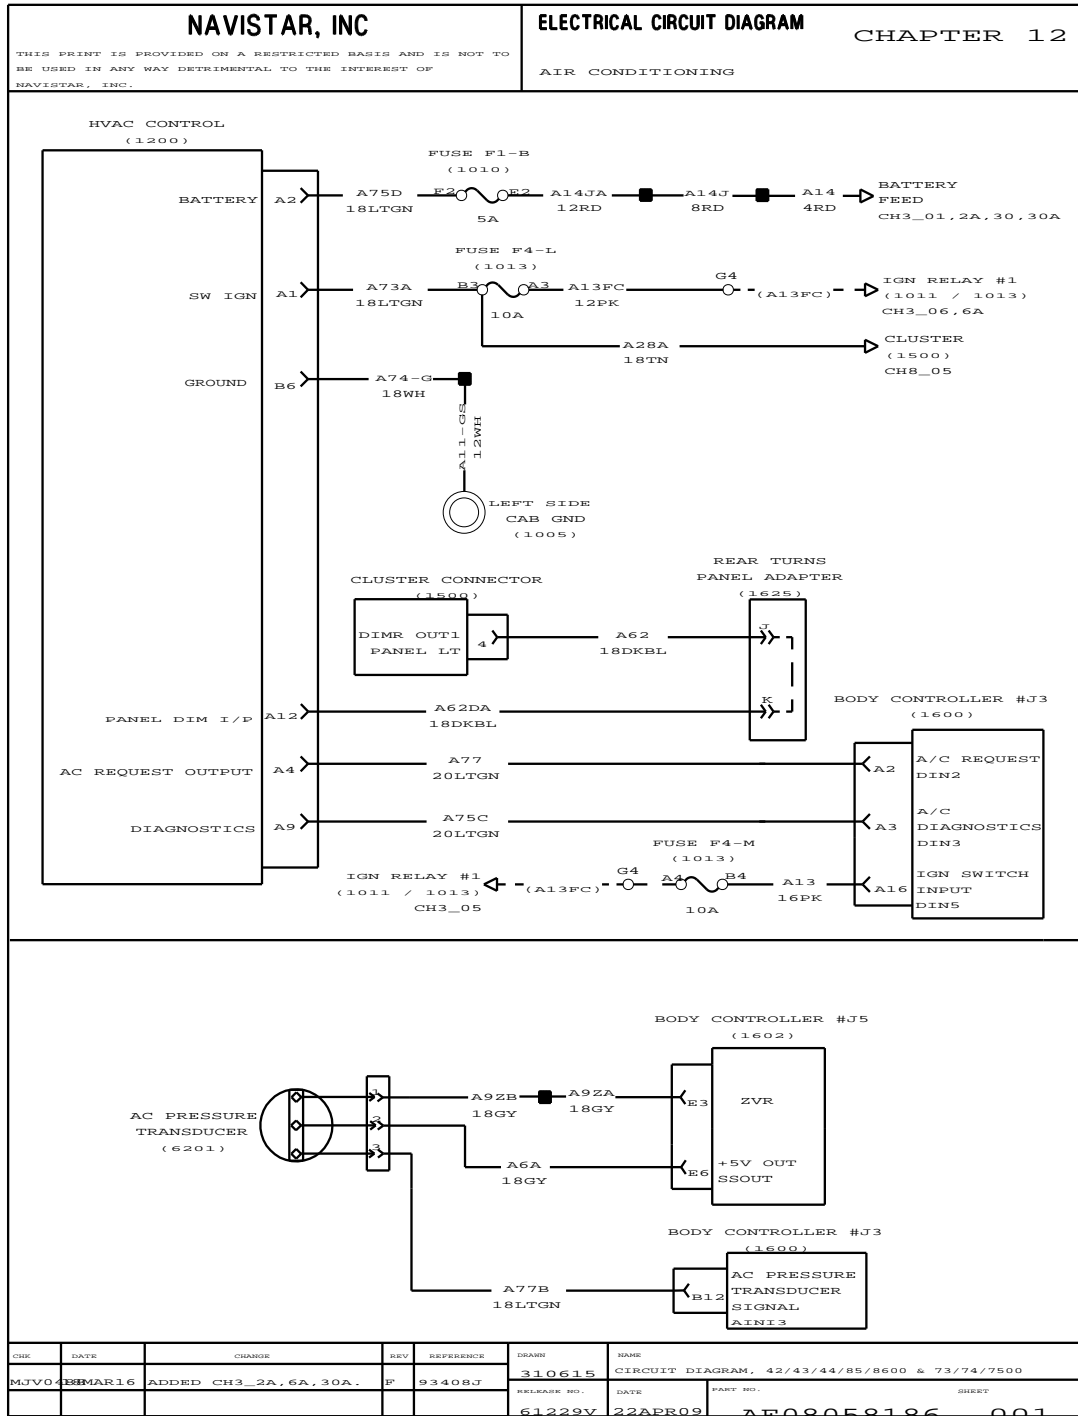 NAVISTAR, INC
THIS PRINT IS PROVIDED ON A RESTRICTED BASIS AND IS NOT TO
BE USED IN ANY WAY DETRIMENTAL TO THE INTEREST OF
NAVISTAR, INC.
ELECTRICAL CIRCUIT DIAGRAM
CHAPTER 12
AIR CONDITIONING
HVAC CONTROL
(1200)
FUSE F1-B
(1010)
BATTERY
A2
A75D
18LTGN
F2
E2
5A
A14JA
12RD
A14J
8RD
A14
4RD
BATTERY
FEED
CH3_01,2A,30,30A
FUSE F4-L
(1013)
SW IGN
A1
A73A
18LTGN
B3
A3
10A
A13FC
12PK
G4
(A13FC)
IGN RELAY #1
(1011 / 1013)
CH3_06,6A
A28A
18TN
CLUSTER
(1500)
CH8_05
GROUND
B6
A74-G
18WH
A11-GS
12WH
LEFT SIDE
CAB GND
(1005)
CLUSTER CONNECTOR
(1500)
DIMR OUT1
PANEL LT
4
A62
18DKBL
REAR TURNS
PANEL ADAPTER
(1625)
J
K
PANEL DIM I/P
A12
A62DA
18DKBL
BODY CONTROLLER #J3
(1600)
AC REQUEST OUTPUT
A4
A77
20LTGN
A2
A/C REQUEST
DIN2
DIAGNOSTICS
A9
A75C
20LTGN
A3
A/C
DIAGNOSTICS
DIN3
FUSE F4-M
(1013)
IGN RELAY #1
(1011 / 1013)
CH3_05
(A13FC)
G4
A4
B4
10A
A13
16PK
A16
IGN SWITCH
INPUT
DIN5
BODY CONTROLLER #J5
(1602)
AC PRESSURE
TRANSDUCER
(6201)
1
2
3
A9ZB
18GY
A9ZA
18GY
E3
ZVR
A6A
18GY
E6
+5V OUT
SSOUT
BODY CONTROLLER #J3
(1600)
A77B
18LTGN
B12
AC PRESSURE
TRANSDUCER
SIGNAL
AINI3
CHK
DATE
CHANGE
REV
REFERENCE
DRAWN
310615
NAME
CIRCUIT DIAGRAM, 42/43/44/85/8600 & 73/74/7500
ADDED CH3_2A,6A,30A.
F
93408J
RELEASE NO.
61229V
DATE
22APR09
PART NO.
AF08058186
SHEET
001